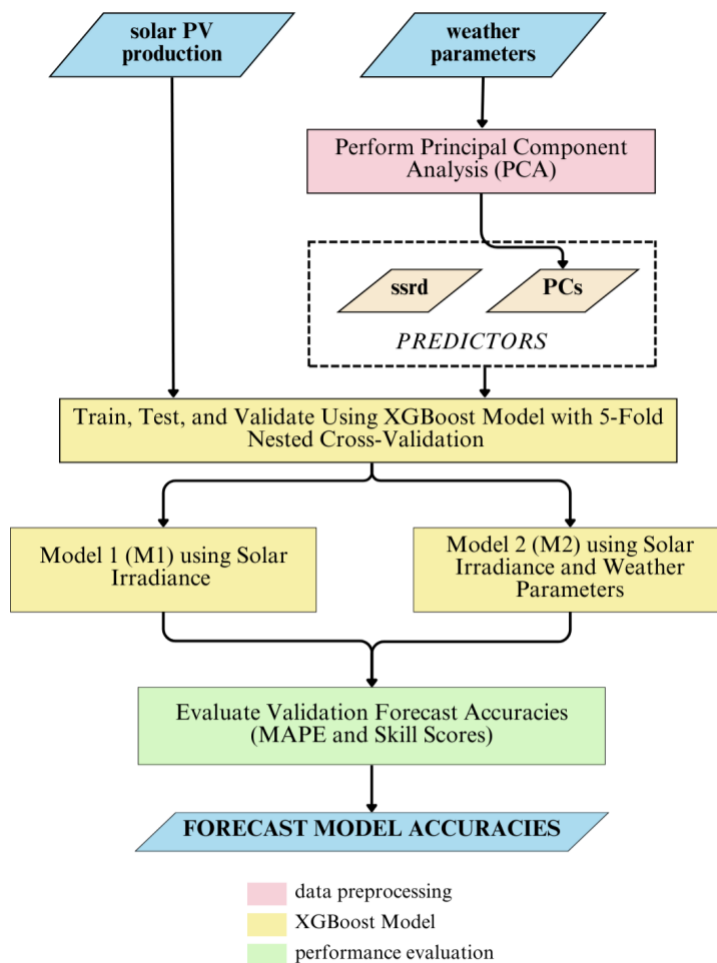 solar PV
production
weather
parameters
Perform Principal Component
Analysis (PCA)
ssrd
PCs
PREDICTORS
Train, Test, and Validate Using XGBoost Model with 5-Fold
Nested Cross-Validation
Model 1 (M1) using Solar
Irradiance
Model 2 (M2) using Solar
Irradiance and Weather
Parameters
Evaluate Validation Forecast Accuracies
(MAPE and Skill Scores)
FORECAST MODEL ACCURACIES
data preprocessing
XGBoost Model
performance evaluation